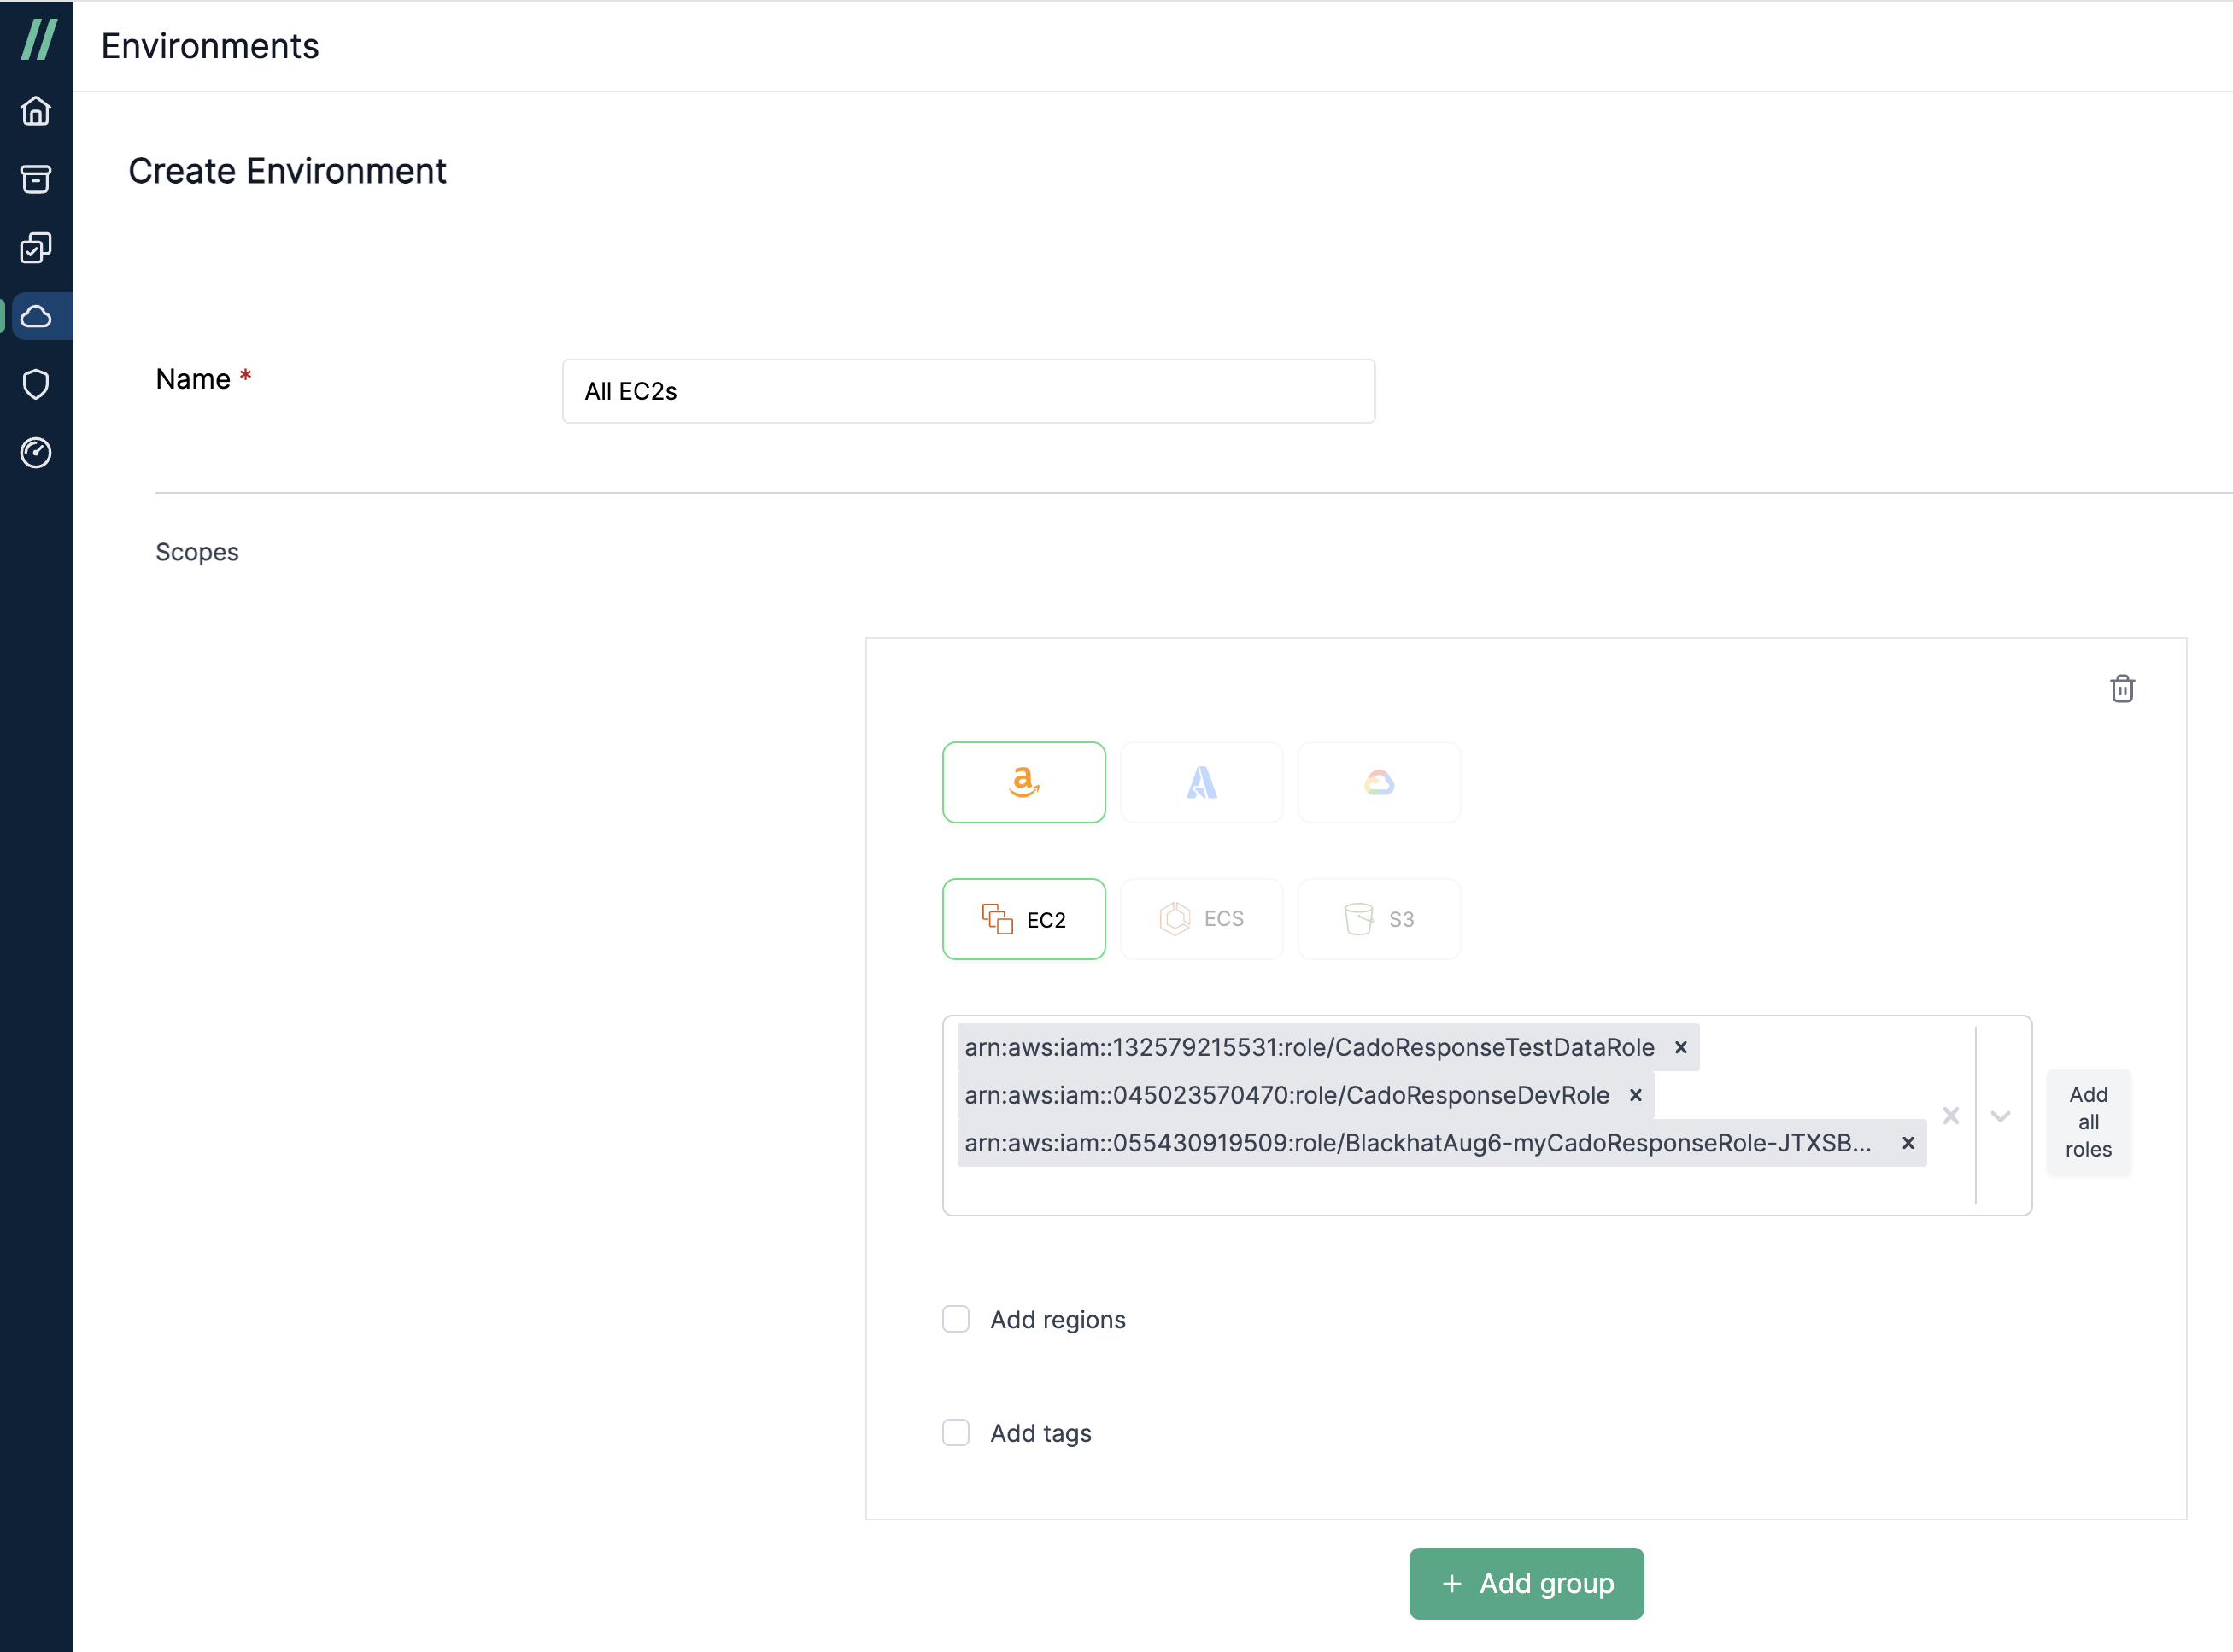 Environments
Create Environment
Name *
All EC2s
Scopes
EC2
ECS
S3
arn:aws:iam::132579215531:role/CadoResponseTestDataRole
arn:aws:iam::045023570470:role/CadoResponseDevRole
arn:aws:iam::055430919509:role/BlackhatAug6-myCadoResponseRole-JTXSB...
Add
all
roles
Add regions
Add tags
+ Add group